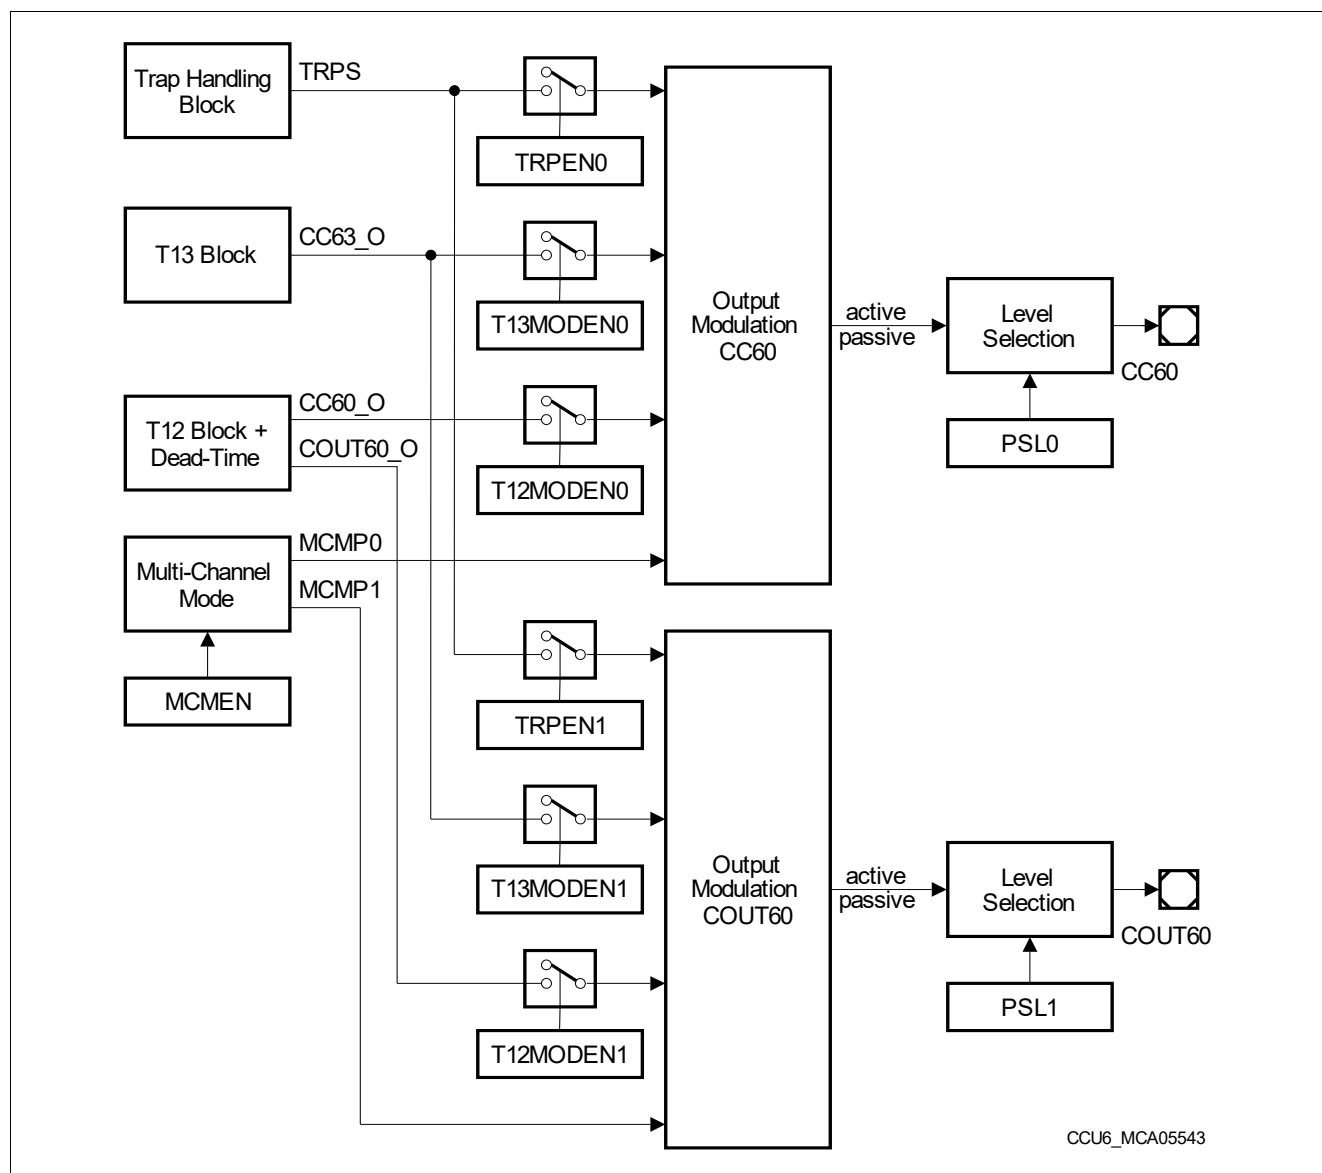 Trap Handling
Block
TRPS
TRPEN0
T13 Block
CC63_O
T13MODEN0
T12 Block +
Dead-Time
CC60_O
COUT60_O
T12MODEN0
Multi-Channel
Mode
MCMP0
MCMP1
MCMEN
Output
Modulation
CC60
active
passive
Level
Selection
CC60
PSL0
TRPEN1
T13MODEN1
T12MODEN1
Output
Modulation
COUT60
active
passive
Level
Selection
COUT60
PSL1
CCU6_MCA05543